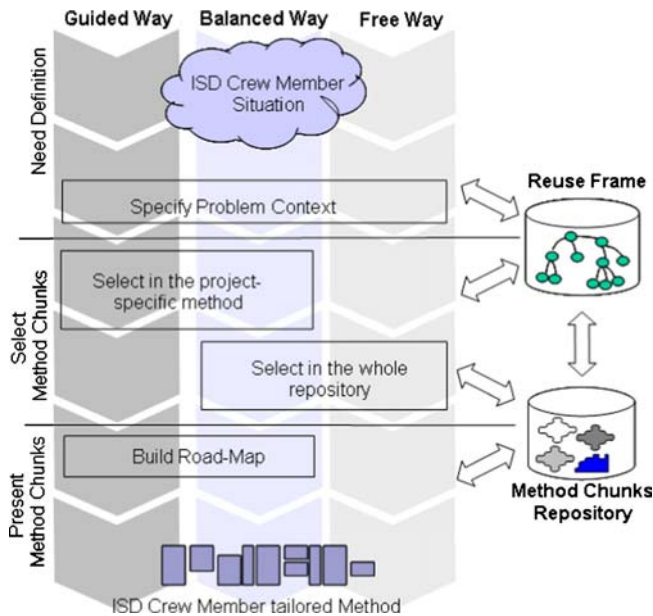 Guided Way Balanced Way Free Way
Need Definition
ISD Crew Member
Situation
Specify Problem Context
Reuse Frame
Select
Method Chunks
Select in the project-
specific method
Select in the whole
repository
Present
Method Chunks
Build Road-Map
Method Chunks
Repository
ISD Crew Member tailored Method